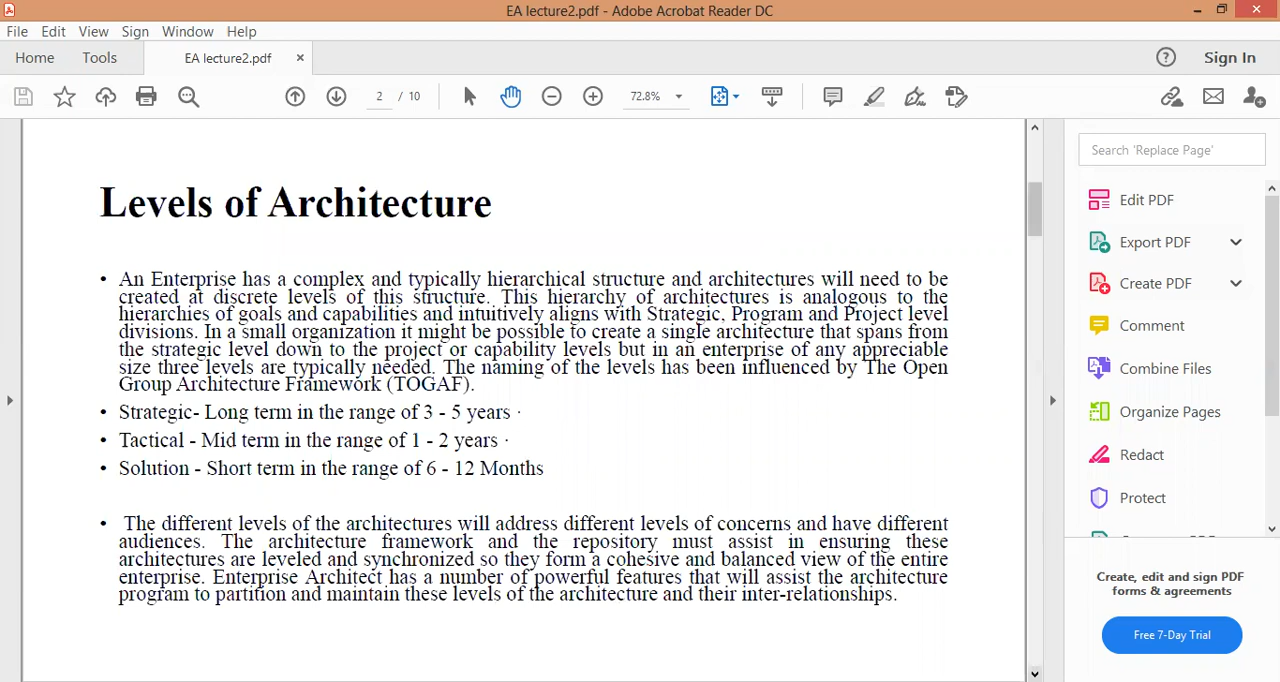 EA lecture2.pdf - Adobe Acrobat Reader DC
File Edit View Sign Window Help
Home Tools EA lecture2.pdf × Sign In
2 / 10 72.8%
Levels of Architecture
• An Enterprise has a complex and typically hierarchical structure and architectures will need to be
created at discrete levels of this structure. This hierarchy of architectures is analogous to the
hierarchies of goals and capabilities and intuitively aligns with Strategic, Program and Project level
divisions. In a small organization it might be possible to create a single architecture that spans from
the strategic level down to the project or capability levels but in an enterprise of any appreciable
size three levels are typically needed. The naming of the levels has been influenced by The Open
Group Architecture Framework (TOGAF).
• Strategic- Long term in the range of 3 - 5 years ·
• Tactical - Mid term in the range of 1 - 2 years ·
• Solution - Short term in the range of 6 - 12 Months
• The different levels of the architectures will address different levels of concerns and have different
audiences. The architecture framework and the repository must assist in ensuring these
architectures are leveled and synchronized so they form a cohesive and balanced view of the entire
enterprise. Enterprise Architect has a number of powerful features that will assist the architecture
program to partition and maintain these levels of the architecture and their inter-relationships.
Search 'Replace Page'
Edit PDF
Export PDF
Create PDF
Comment
Combine Files
Organize Pages
Redact
Protect
Create, edit and sign PDF
forms & agreements
Free 7-Day Trial